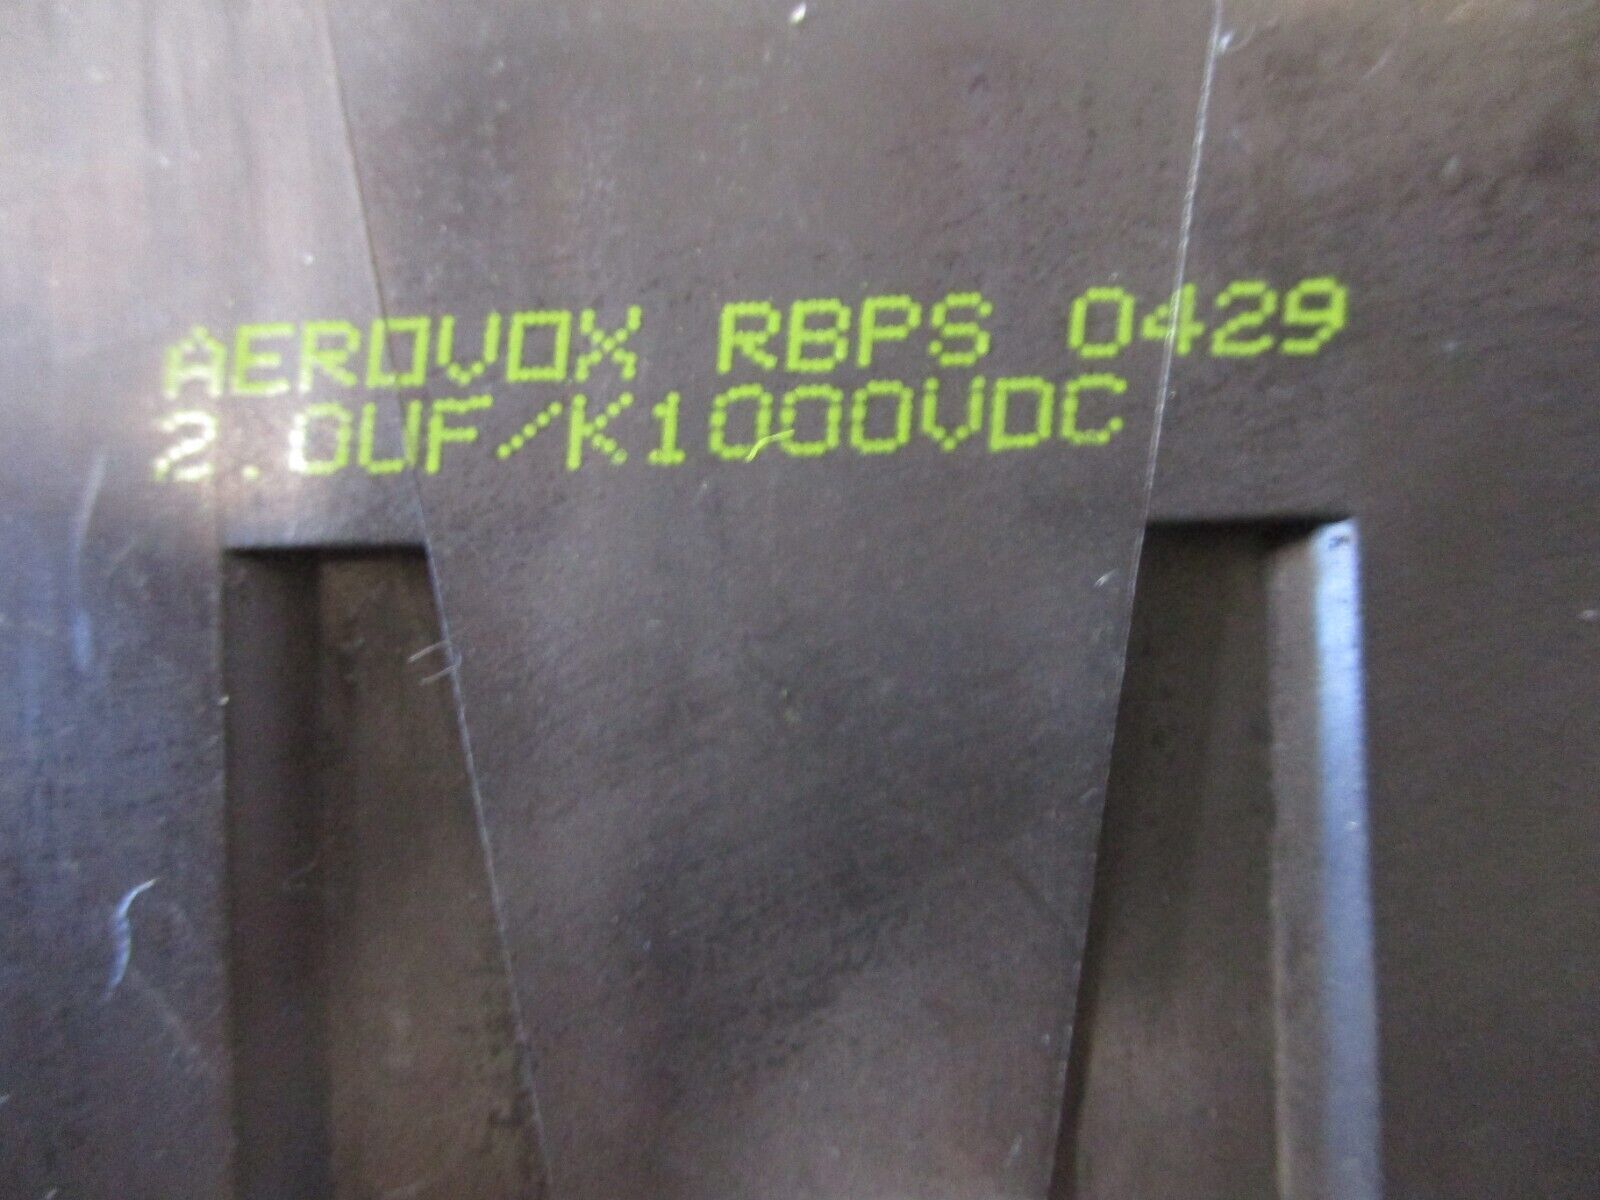 AEROVOX RBPS 0429
2.0UF/K1000VDC